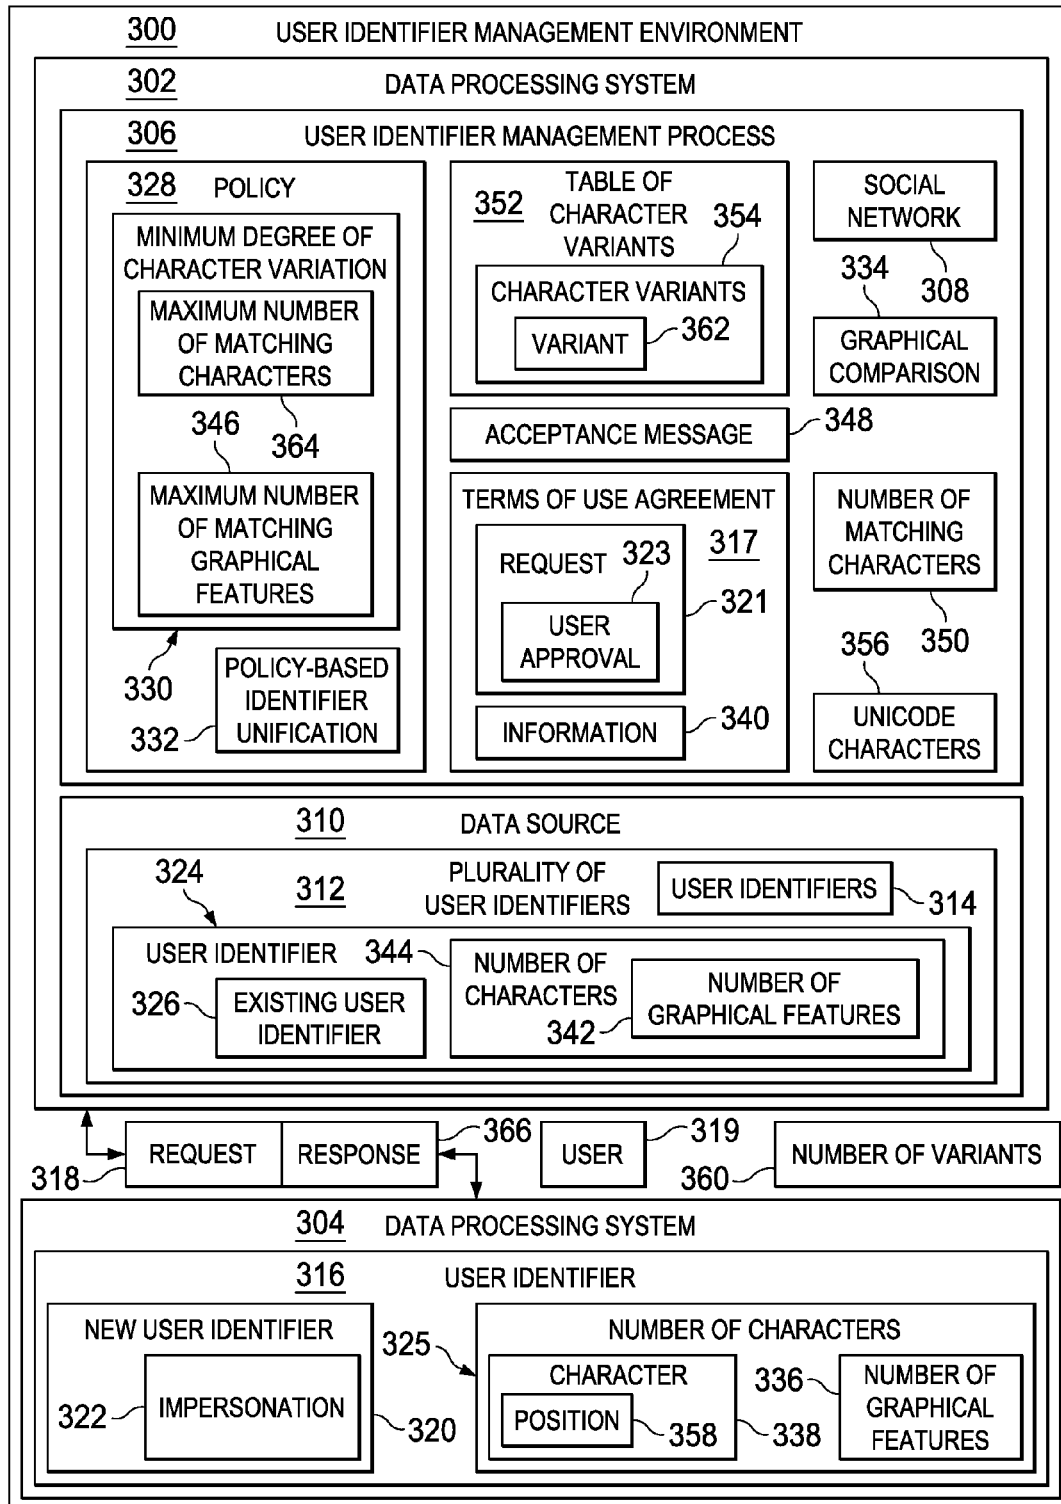 300 USER IDENTIFIER MANAGEMENT ENVIRONMENT
302 DATA PROCESSING SYSTEM
306 USER IDENTIFIER MANAGEMENT PROCESS
328 POLICY
MINIMUM DEGREE OF
CHARACTER VARIATION
MAXIMUM NUMBER
OF MATCHING
CHARACTERS
346
364
MAXIMUM NUMBER
OF MATCHING
GRAPHICAL
FEATURES
330
332
POLICY-BASED
IDENTIFIER
UNIFICATION
352
TABLE OF
CHARACTER
VARIANTS
354
CHARACTER VARIANTS
VARIANT
362
ACCEPTANCE MESSAGE
348
TERMS OF USE AGREEMENT
317
REQUEST
323
321
USER
APPROVAL
INFORMATION
340
SOCIAL
NETWORK
334
308
GRAPHICAL
COMPARISON
NUMBER OF
MATCHING
CHARACTERS
350
356
UNICODE
CHARACTERS
310 DATA SOURCE
324
312
PLURALITY OF
USER IDENTIFIERS
USER IDENTIFIERS
314
USER IDENTIFIER
326
EXISTING USER
IDENTIFIER
344
NUMBER OF
CHARACTERS
342
NUMBER OF
GRAPHICAL FEATURES
318
REQUEST
RESPONSE
366
USER
319
360
NUMBER OF VARIANTS
304 DATA PROCESSING SYSTEM
316 USER IDENTIFIER
NEW USER IDENTIFIER
322
IMPERSONATION
320
325
NUMBER OF CHARACTERS
CHARACTER
POSITION
358
338
336
NUMBER OF
GRAPHICAL
FEATURES